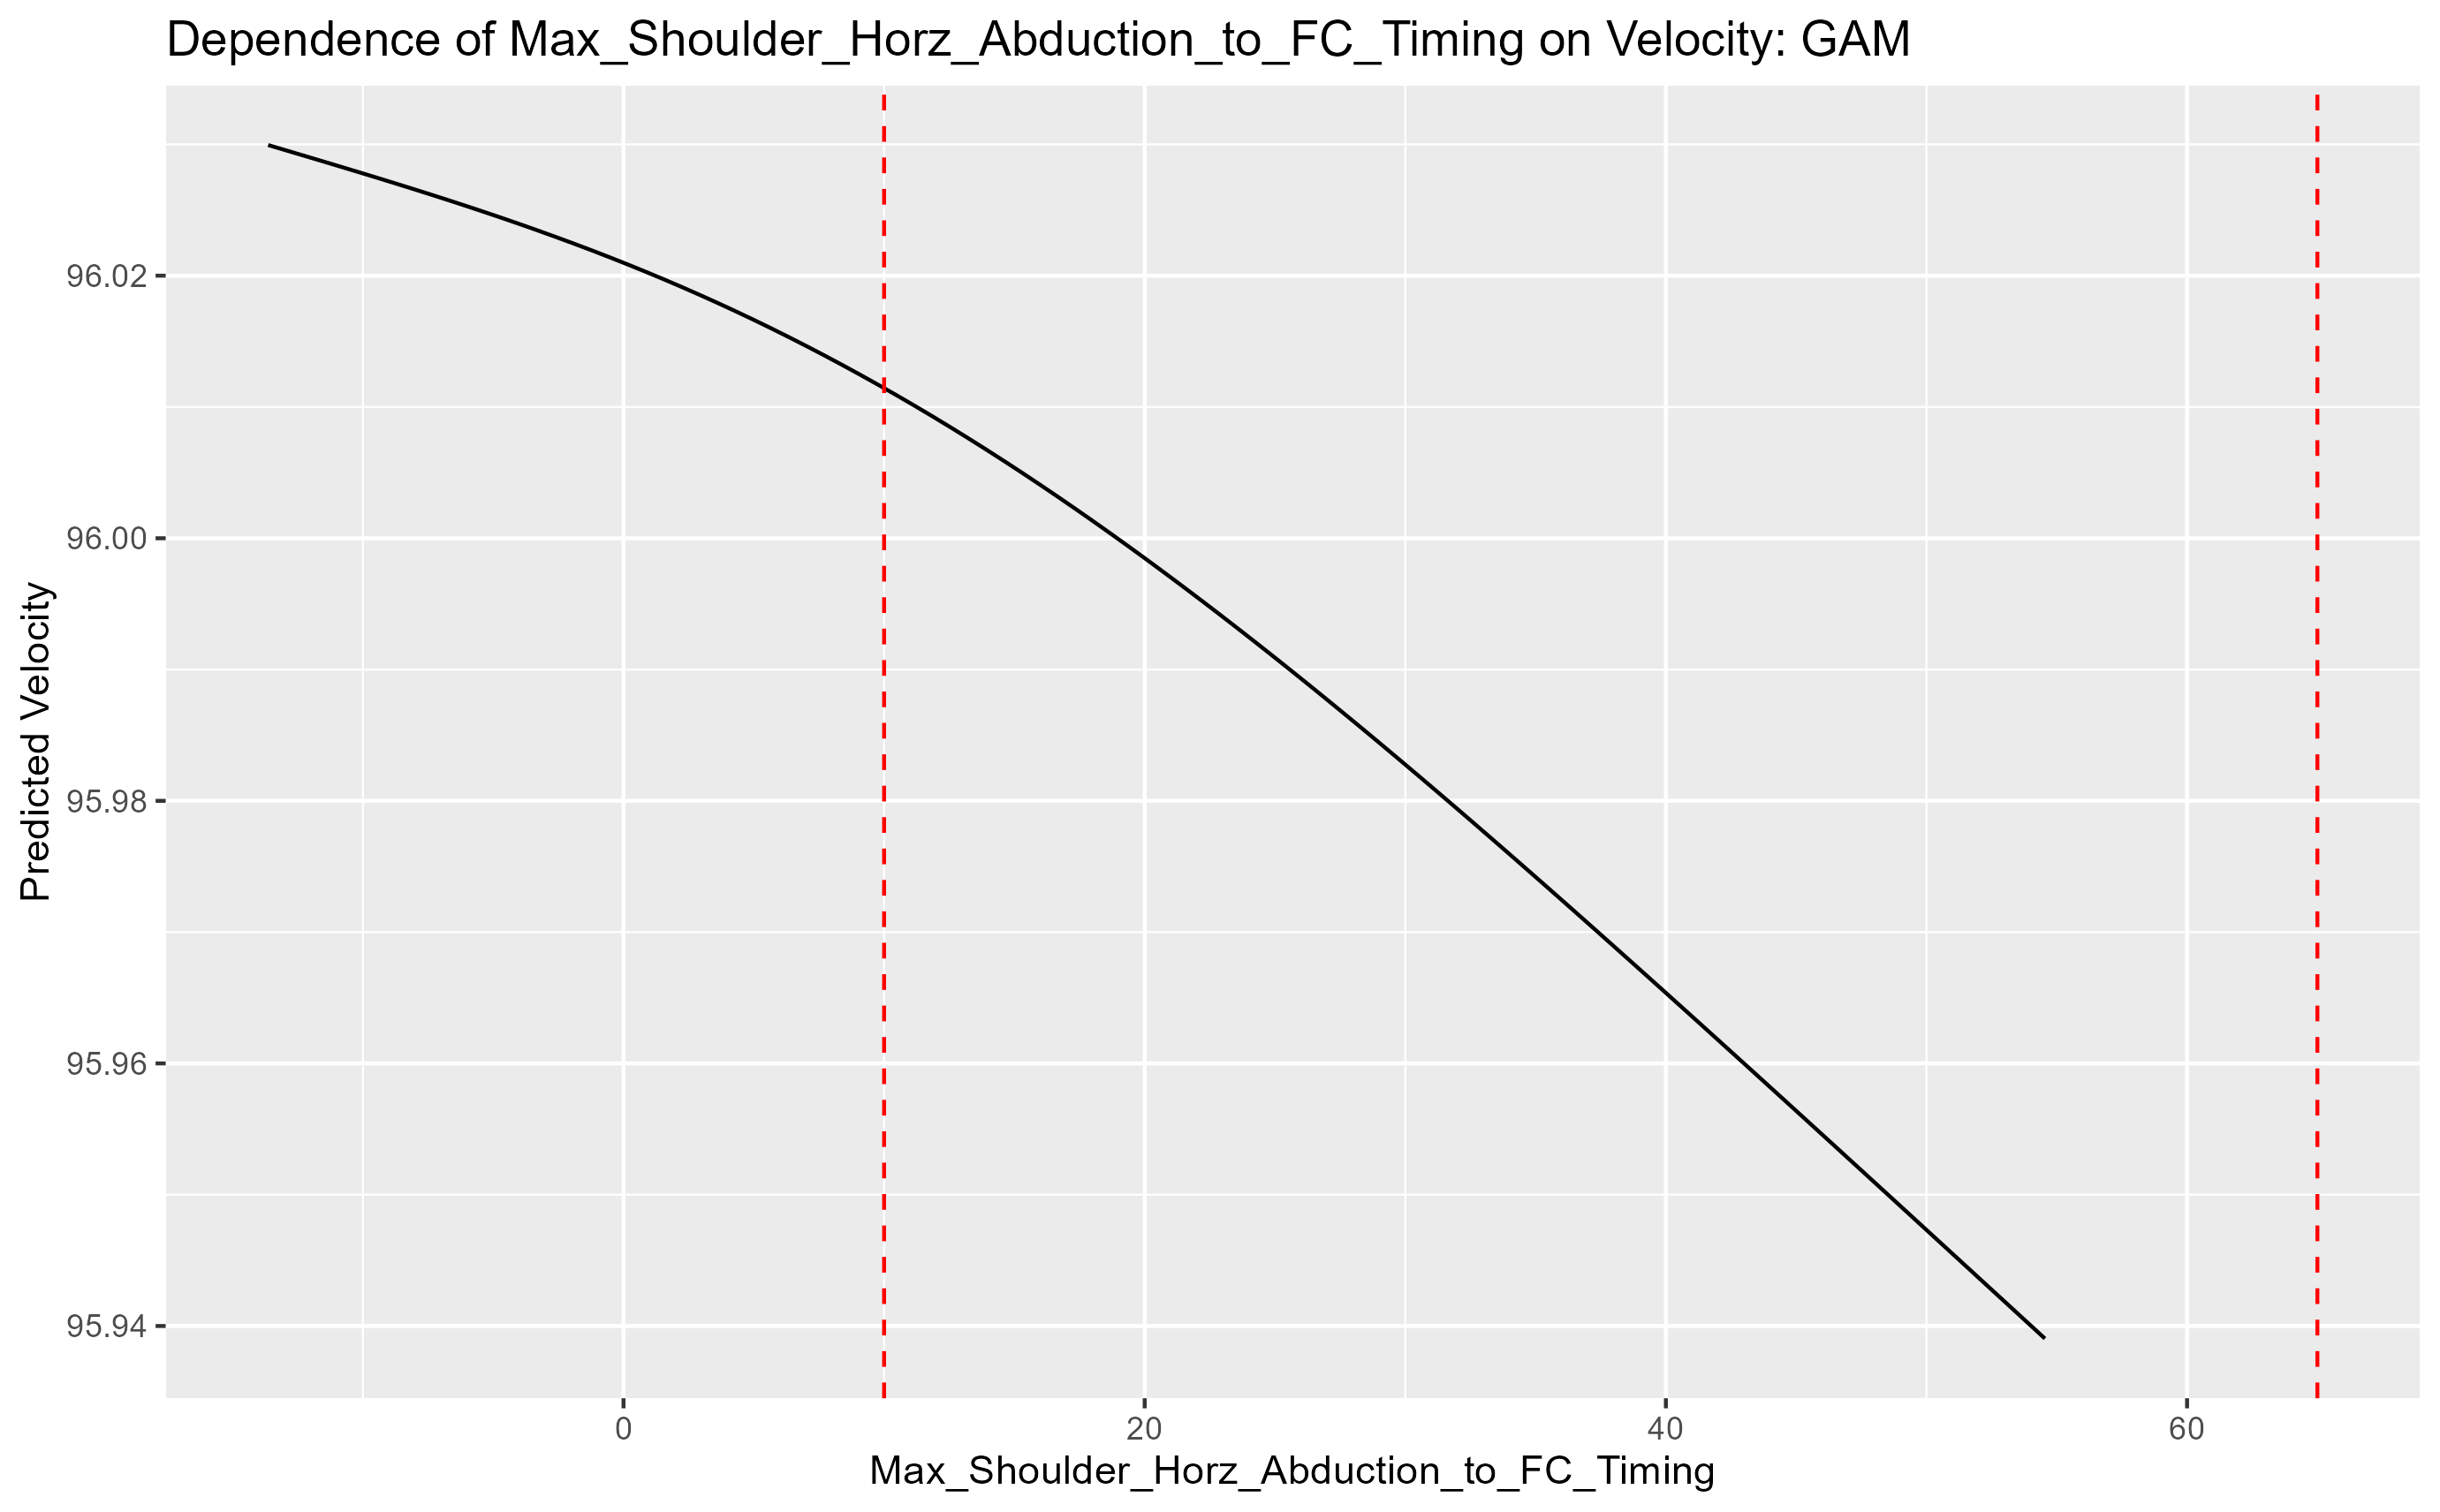 Dependence of Max_Shoulder_Horz_Abduction_to_FC_Timing on Velocity: GAM
Predicted Velocity
96.02
96.00
95.98
95.96
95.94
0 20 40 60
Max_Shoulder_Horz_Abduction_to_FC_Timing